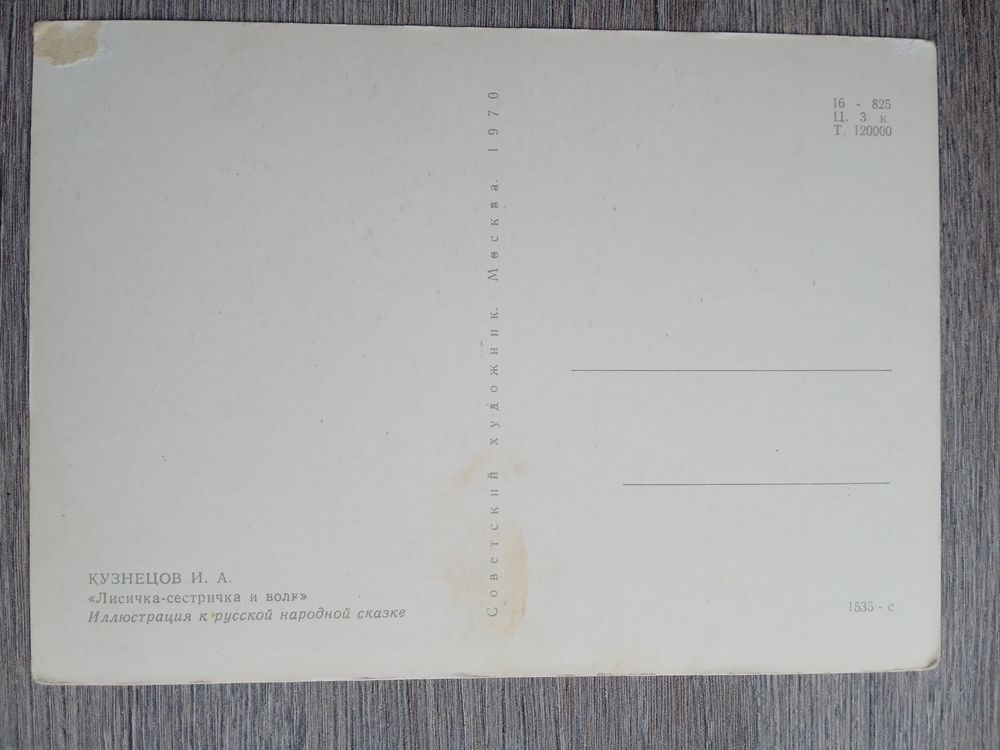 16 - 825
Ц. 3 к
Т. 120000
Советский художник. Москва. 1970
КУЗНЕЦОВ И. А.
«Лисичка-сестричка и волк»
Иллюстрация к русской народной сказке
1535 - с